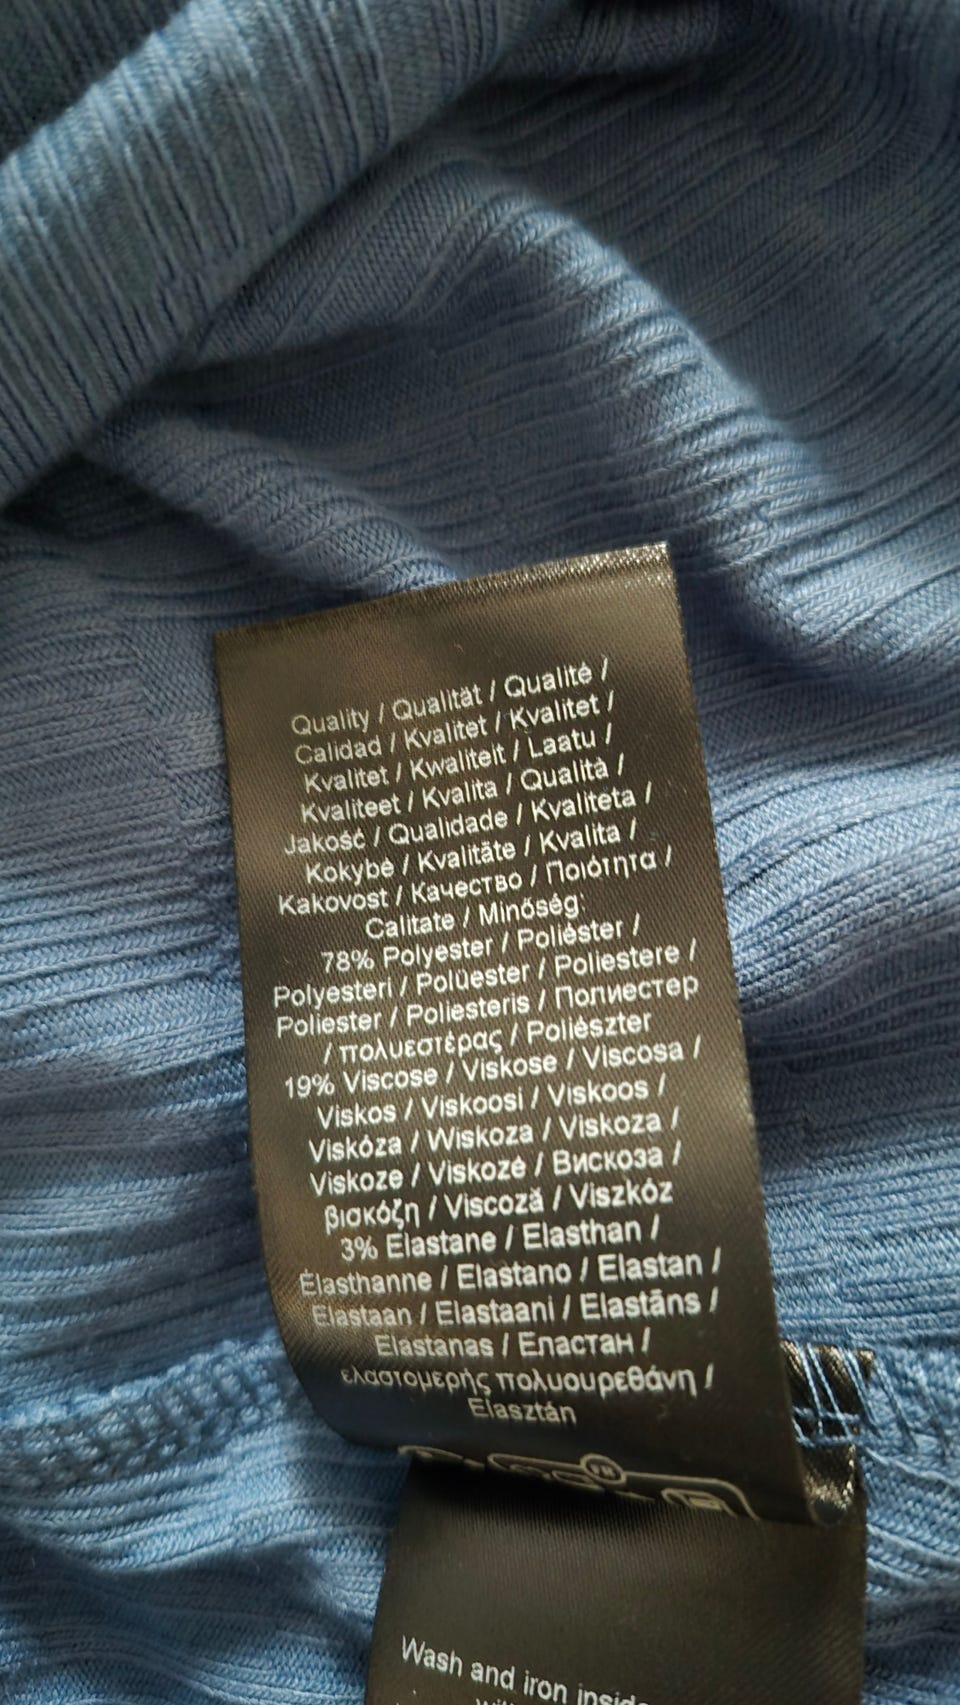 Quality / Qualität / Qualité /
Calidad / Kvalitet / Kvalitet /
Kvalitet / Kwaliteit / Laatu /
Kvaliteet / Kvalita / Qualità /
Jakość / Qualidade / Kvaliteta /
Kokybė / Kvalitāte / Kvalita /
Kakovost / Качество / Ποιότητα /
Calitate / Minőség:
78% Polyester / Poliéster /
Polyesteri / Polüester / Poliestere /
Poliester / Poliesteris / Полиестер
/ πολυεστέρας / Poliészter
19% Viscose / Viskose / Viscosa /
Viskos / Viskoosi / Viskoos /
Viskóza / Wiskoza / Viskoza /
Viskoze / Viskozė / Вискоза /
βισκόζη / Viscoză / Viszkóz
3% Elastane / Elasthan /
Élasthanne / Elastano / Elastan /
Elastaan / Elastaani / Elastāns /
Elastanas / Еластан /
ελαστομερής πολυουρεθάνη /
Elasztán
Wash and iron inside